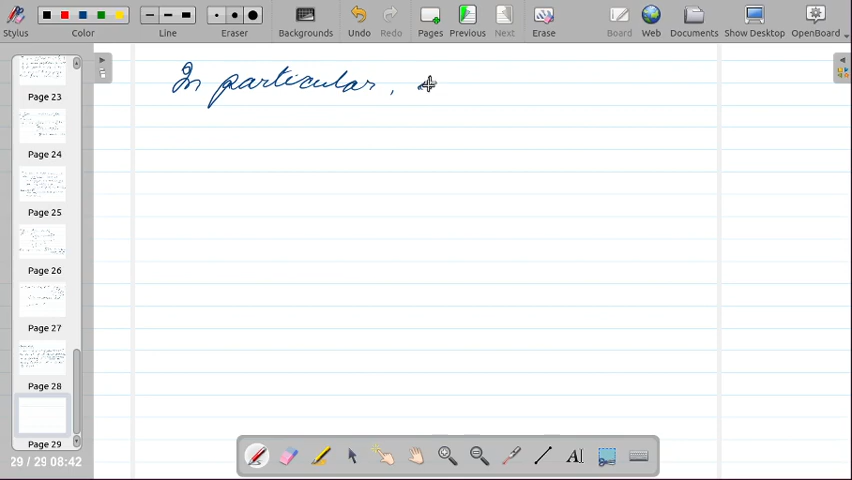 Stylus
Color
Line
Eraser
Backgrounds
Undo
Redo
Pages
Previous
Next
Erase
Board
Web
Documents
Show Desktop
OpenBoard
In particular,
Page 23
Page 24
Page 25
Page 26
Page 27
Page 28
Page 29
29 / 29 08:42